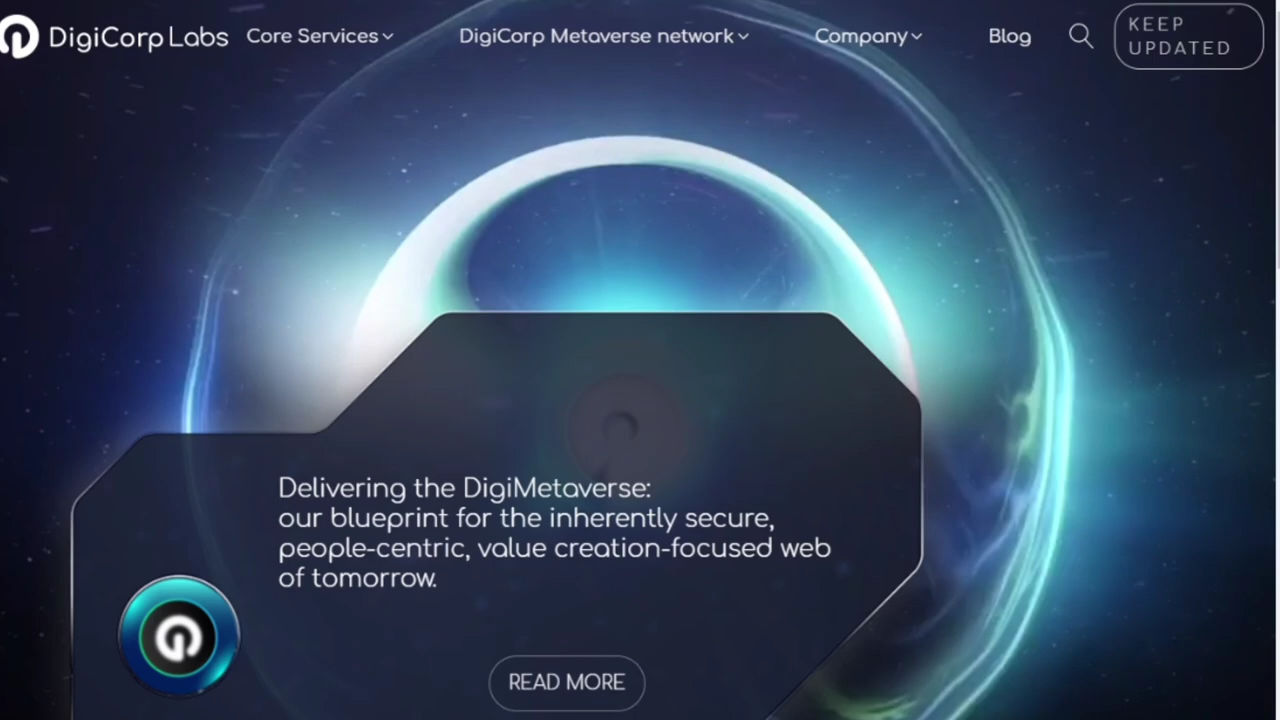 DigiCorp Labs Core Services DigiCorp Metaverse network Company Blog
KEEP
UPDATED
Delivering the DigiMetaverse:
our blueprint for the inherently secure,
people-centric, value creation-focused web
of tomorrow.
READ MORE